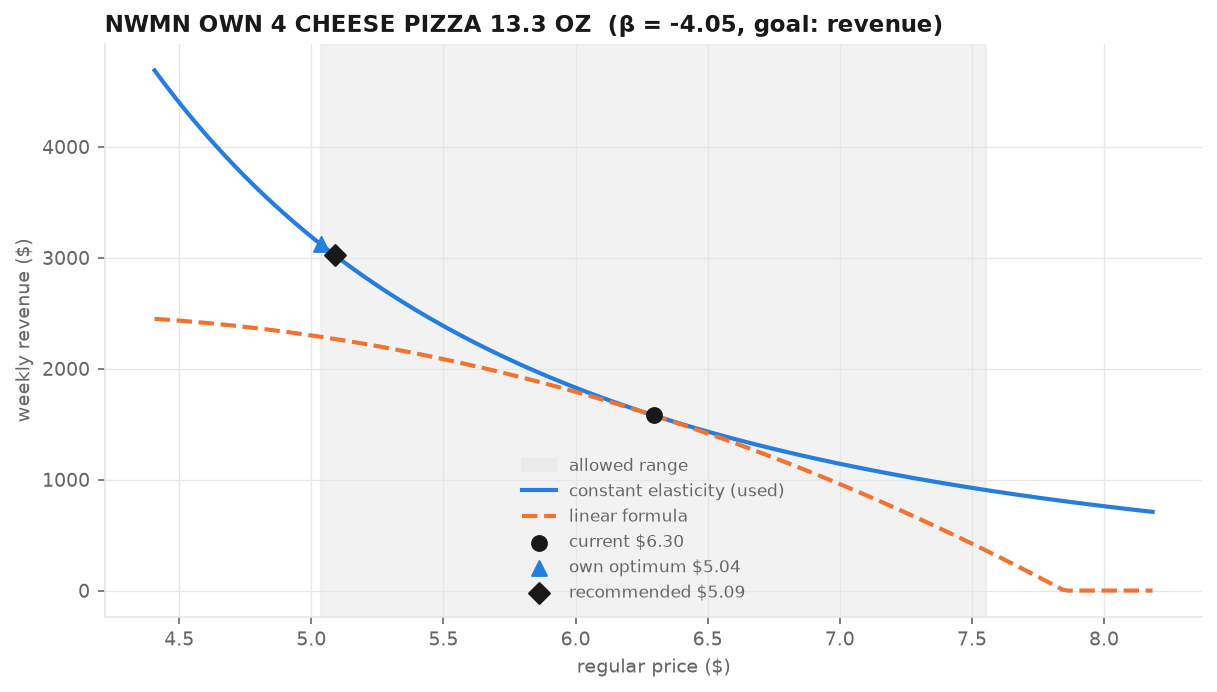 NWMN OWN 4 CHEESE PIZZA 13.3 OZ  (β = -4.05, goal: revenue)
weekly revenue ($)
4000
3000
2000
1000
0
allowed range
constant elasticity (used)
linear formula
current $6.30
own optimum $5.04
recommended $5.09
4.5 5.0 5.5 6.0 6.5 7.0 7.5 8.0
regular price ($)